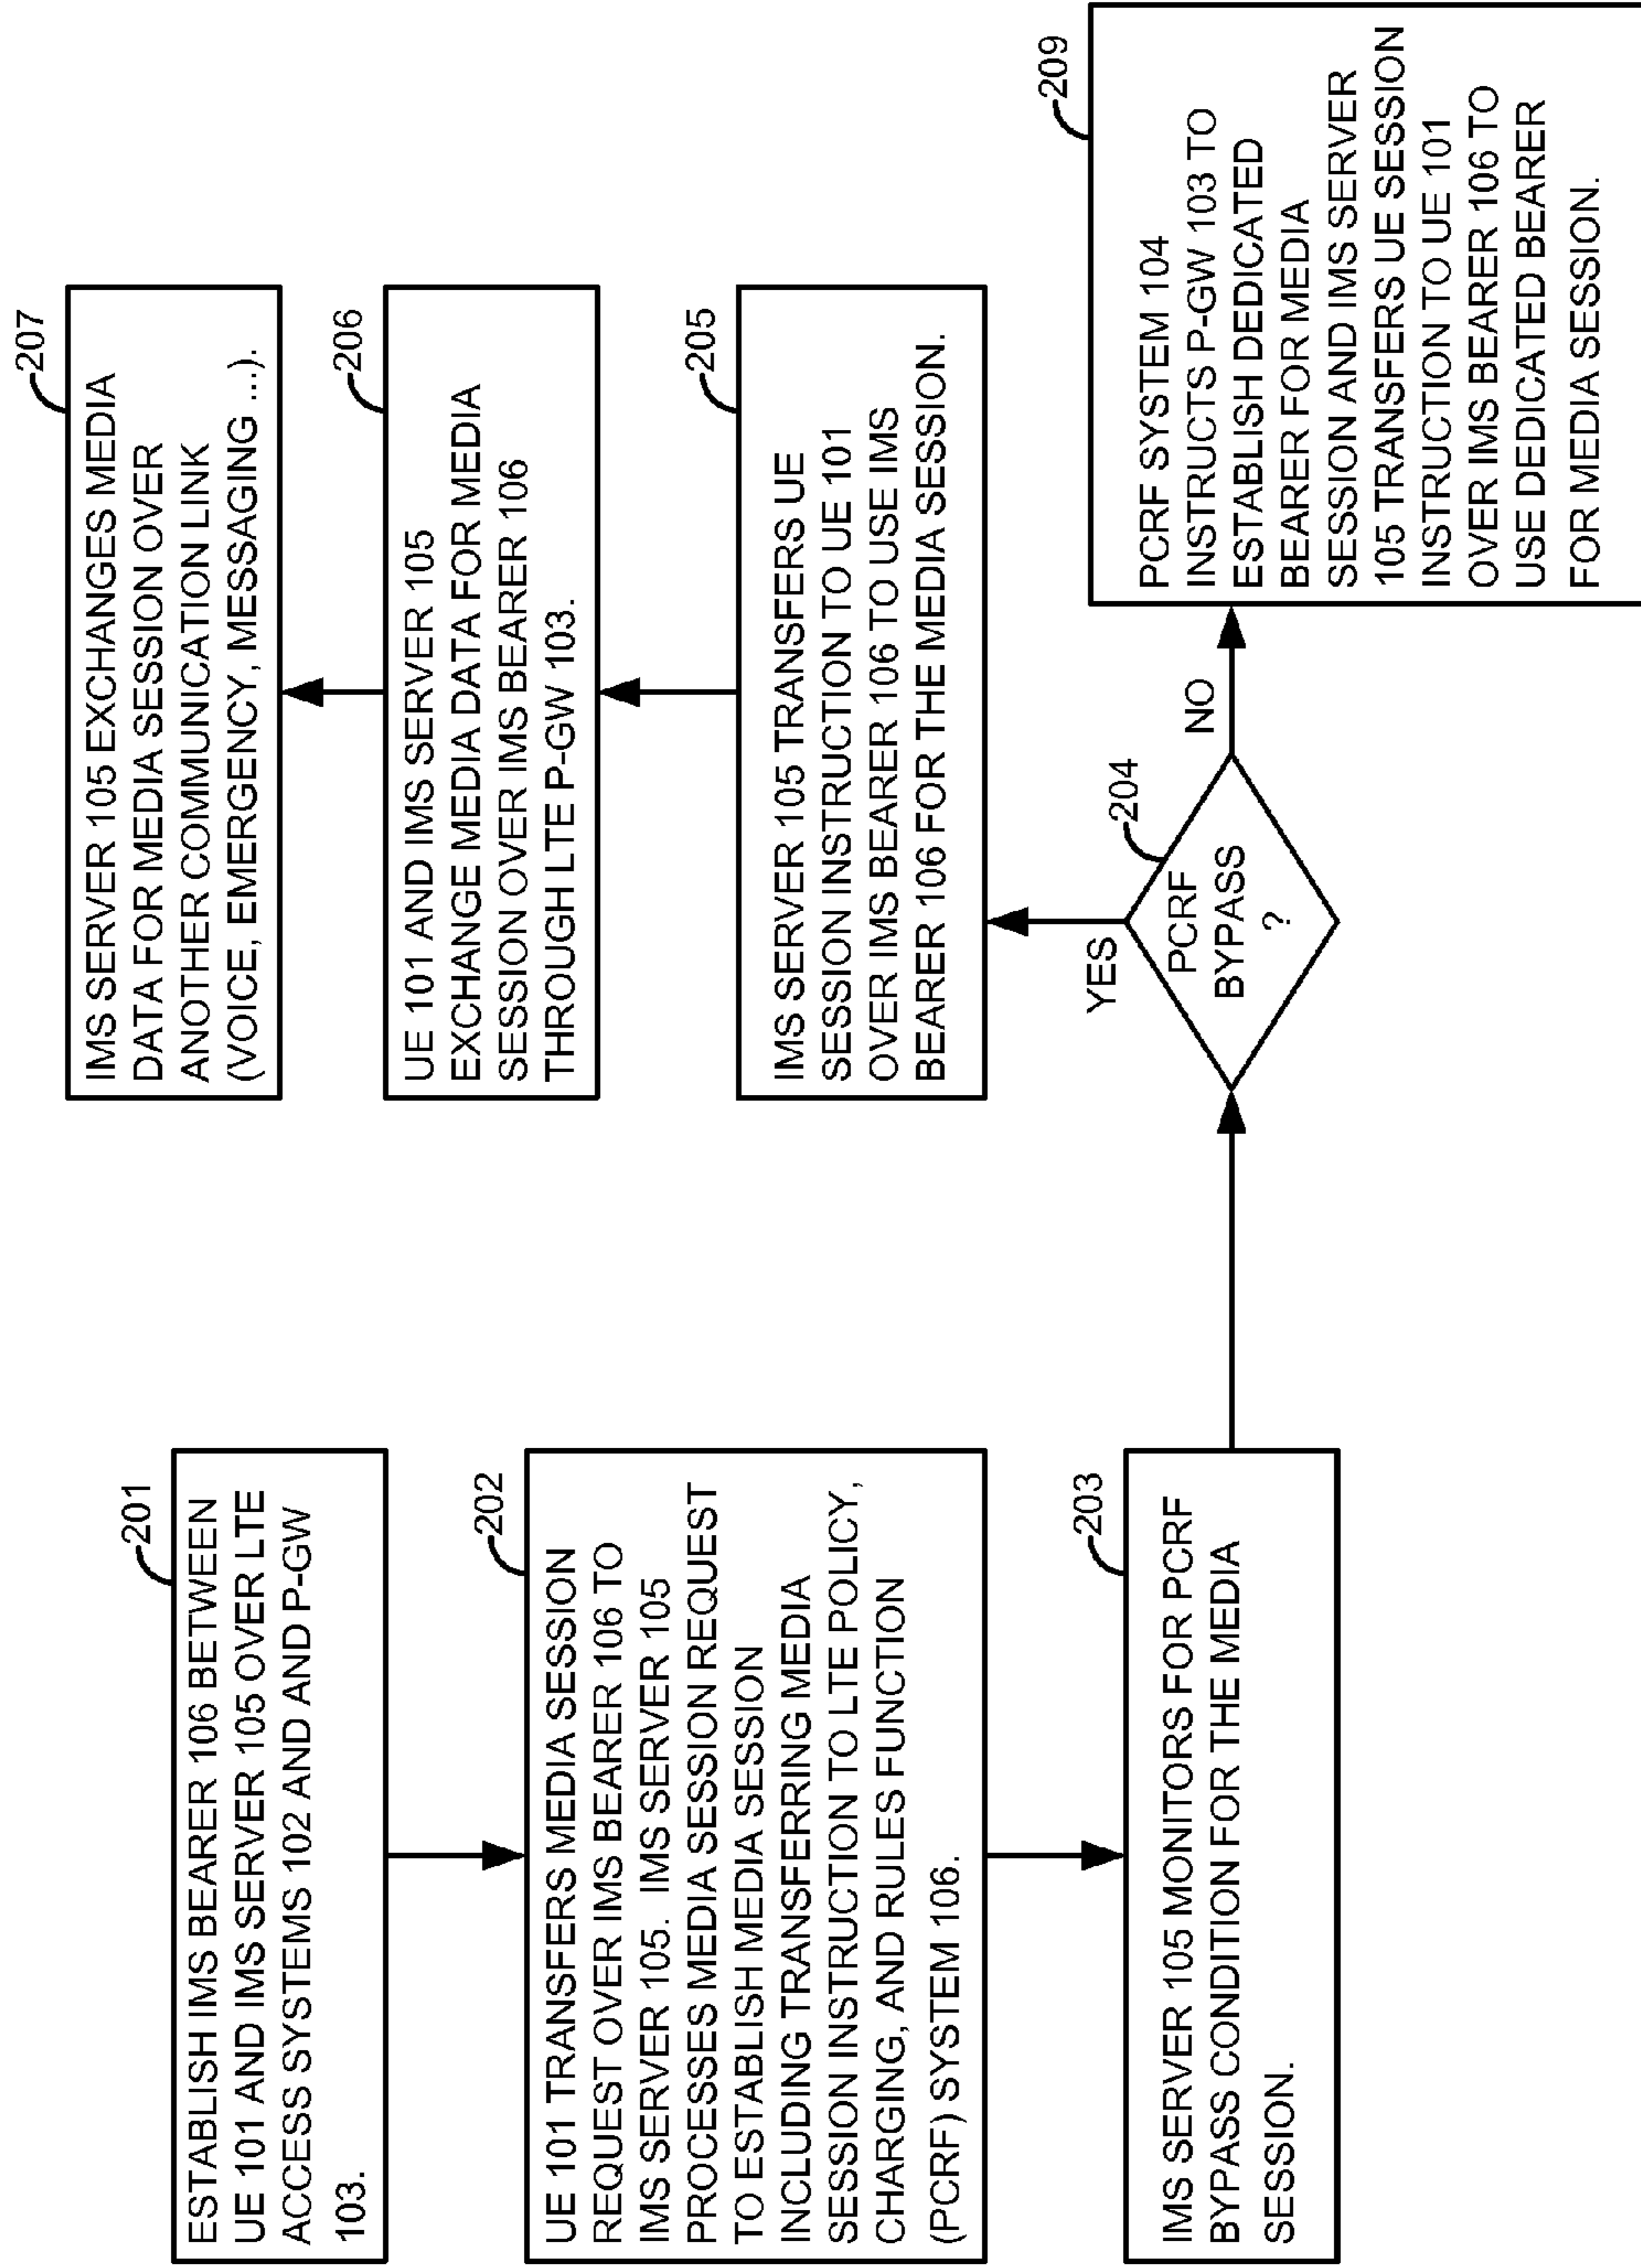 201
ESTABLISH IMS BEARER 106 BETWEEN
UE 101 AND IMS SERVER 105 OVER LTE
ACCESS SYSTEMS 102 AND AND P-GW
103.
202
UE 101 TRANSFERS MEDIA SESSION
REQUEST OVER IMS BEARER 106 TO
IMS SERVER 105. IMS SERVER 105
PROCESSES MEDIA SESSION REQUEST
TO ESTABLISH MEDIA SESSION
INCLUDING TRANSFERRING MEDIA
SESSION INSTRUCTION TO LTE POLICY,
CHARGING, AND RULES FUNCTION
(PCRF) SYSTEM 106.
203
IMS SERVER 105 MONITORS FOR PCRF
BYPASS CONDITION FOR THE MEDIA
SESSION.
204
PCRF
BYPASS
?
YES
NO
205
IMS SERVER 105 TRANSFERS UE
SESSION INSTRUCTION TO UE 101
OVER IMS BEARER 106 TO USE IMS
BEARER 106 FOR THE MEDIA SESSION.
206
UE 101 AND IMS SERVER 105
EXCHANGE MEDIA DATA FOR MEDIA
SESSION OVER IMS BEARER 106
THROUGH LTE P-GW 103.
207
IMS SERVER 105 EXCHANGES MEDIA
DATA FOR MEDIA SESSION OVER
ANOTHER COMMUNICATION LINK
(VOICE, EMERGENCY, MESSAGING ...).
209
PCRF SYSTEM 104
INSTRUCTS P-GW 103 TO
ESTABLISH DEDICATED
BEARER FOR MEDIA
SESSION AND IMS SERVER
105 TRANSFERS UE SESSION
INSTRUCTION TO UE 101
OVER IMS BEARER 106 TO
USE DEDICATED BEARER
FOR MEDIA SESSION.